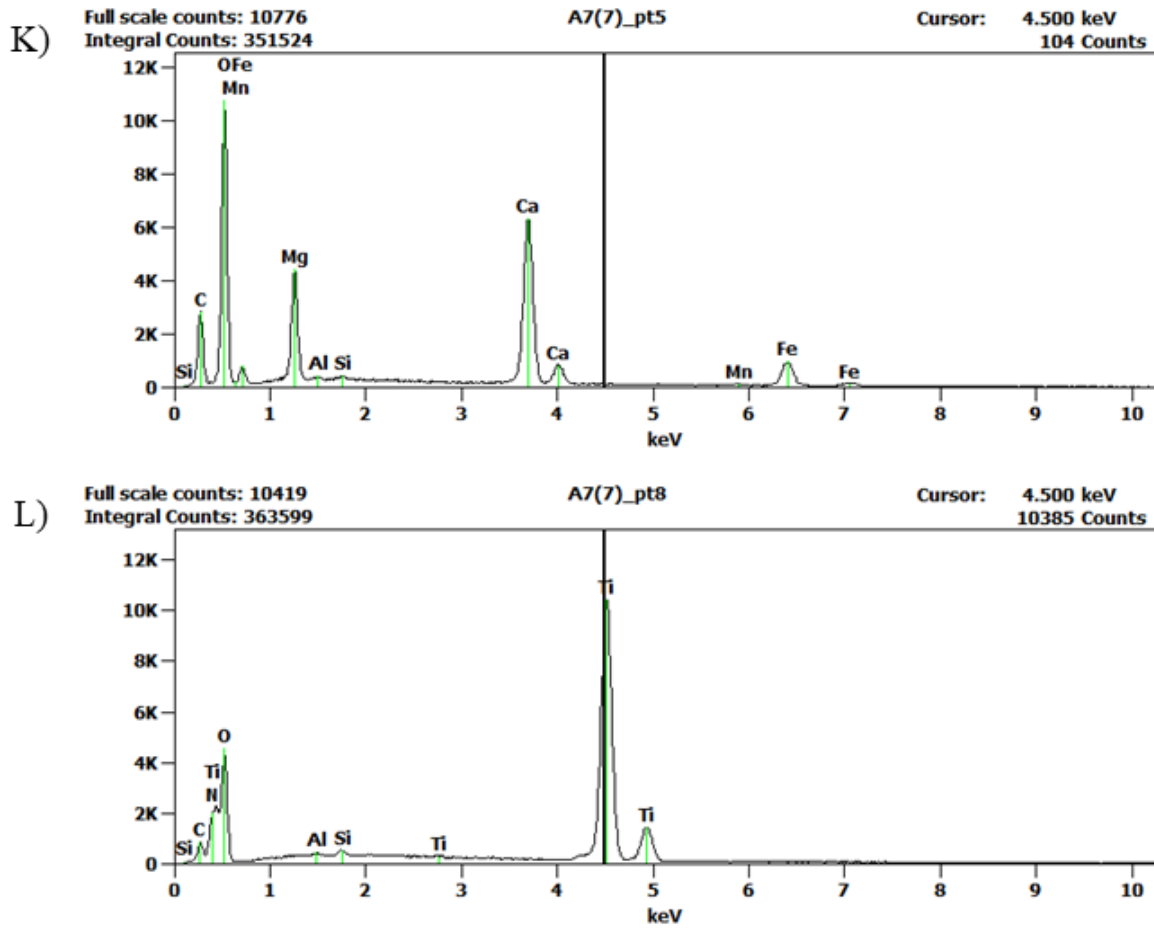 K)
Full scale counts: 10776 A7(7)_pt5 Cursor: 4.500 keV
Integral Counts: 351524 104 Counts
12K
OFe
Mn
10K
8K
6K
Ca
Mg
4K
C
2K
Si Al Si Ca Mn Fe Fe
0
0 1 2 3 4 5 6 7 8 9 10
keV
L)
Full scale counts: 10419 A7(7)_pt8 Cursor: 4.500 keV
Integral Counts: 363599 10385 Counts
12K
Ti
10K
8K
6K
O
4K
Ti
N
2K
Si C Al Si Ti Ti
0
0 1 2 3 4 5 6 7 8 9 10
keV